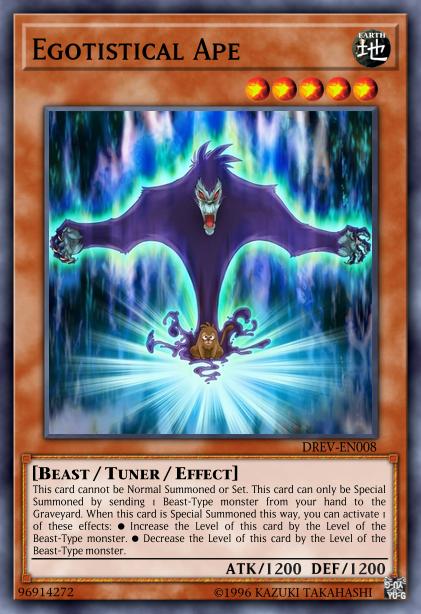 EGOTISTICAL APE
EARTH
地
DREV-EN008
[BEAST / TUNER / EFFECT]
This card cannot be Normal Summoned or Set. This card can only be Special
Summoned by sending 1 Beast-Type monster from your hand to the
Graveyard. When this card is Special Summoned this way, you can activate 1
of these effects: ● Increase the Level of this card by the Level of the
Beast-Type monster. ● Decrease the Level of this card by the Level of the
Beast-Type monster.
ATK/1200 DEF/1200
96914272
©1996 KAZUKI TAKAHASHI